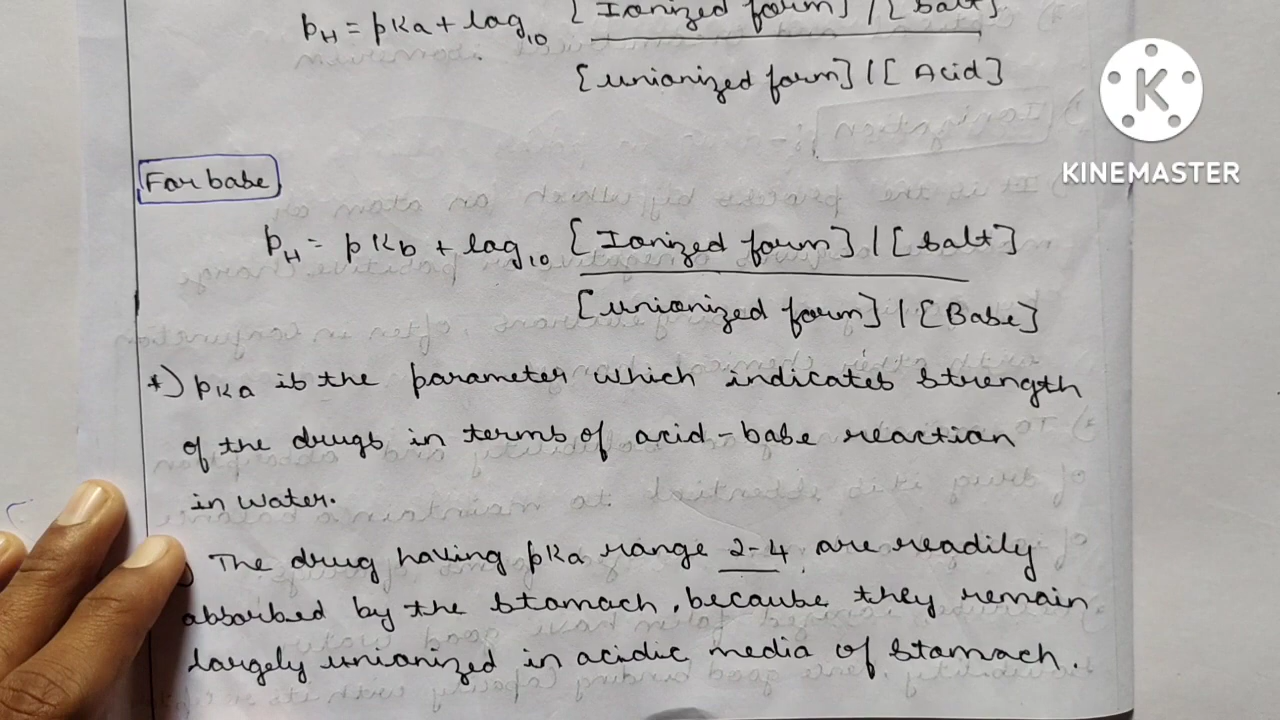 [Ionized form] / [salt]
pH = pKa + log10
[unionized form] / [Acid]
K
KINEMASTER
For base
pH = pKb + log10 [Ionized form] / [salt]
[unionized form] / [Base]
*) pKa is the parameter which indicates strength
of the drugs in terms of acid-base reaction
in water.
) The drug having pKa range 2-4 are readily
absorbed by the stomach, because they remain
largely unionized in acidic media of stomach.